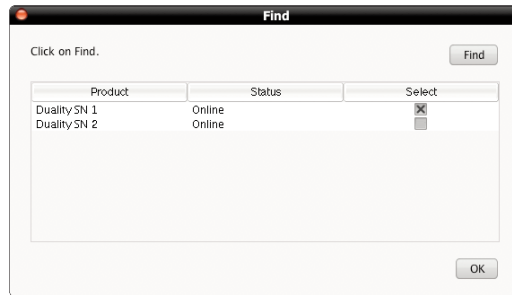 Find
Click on Find.
Find
Product Status Select
Duality SN 1 Online
Duality SN 2 Online
OK